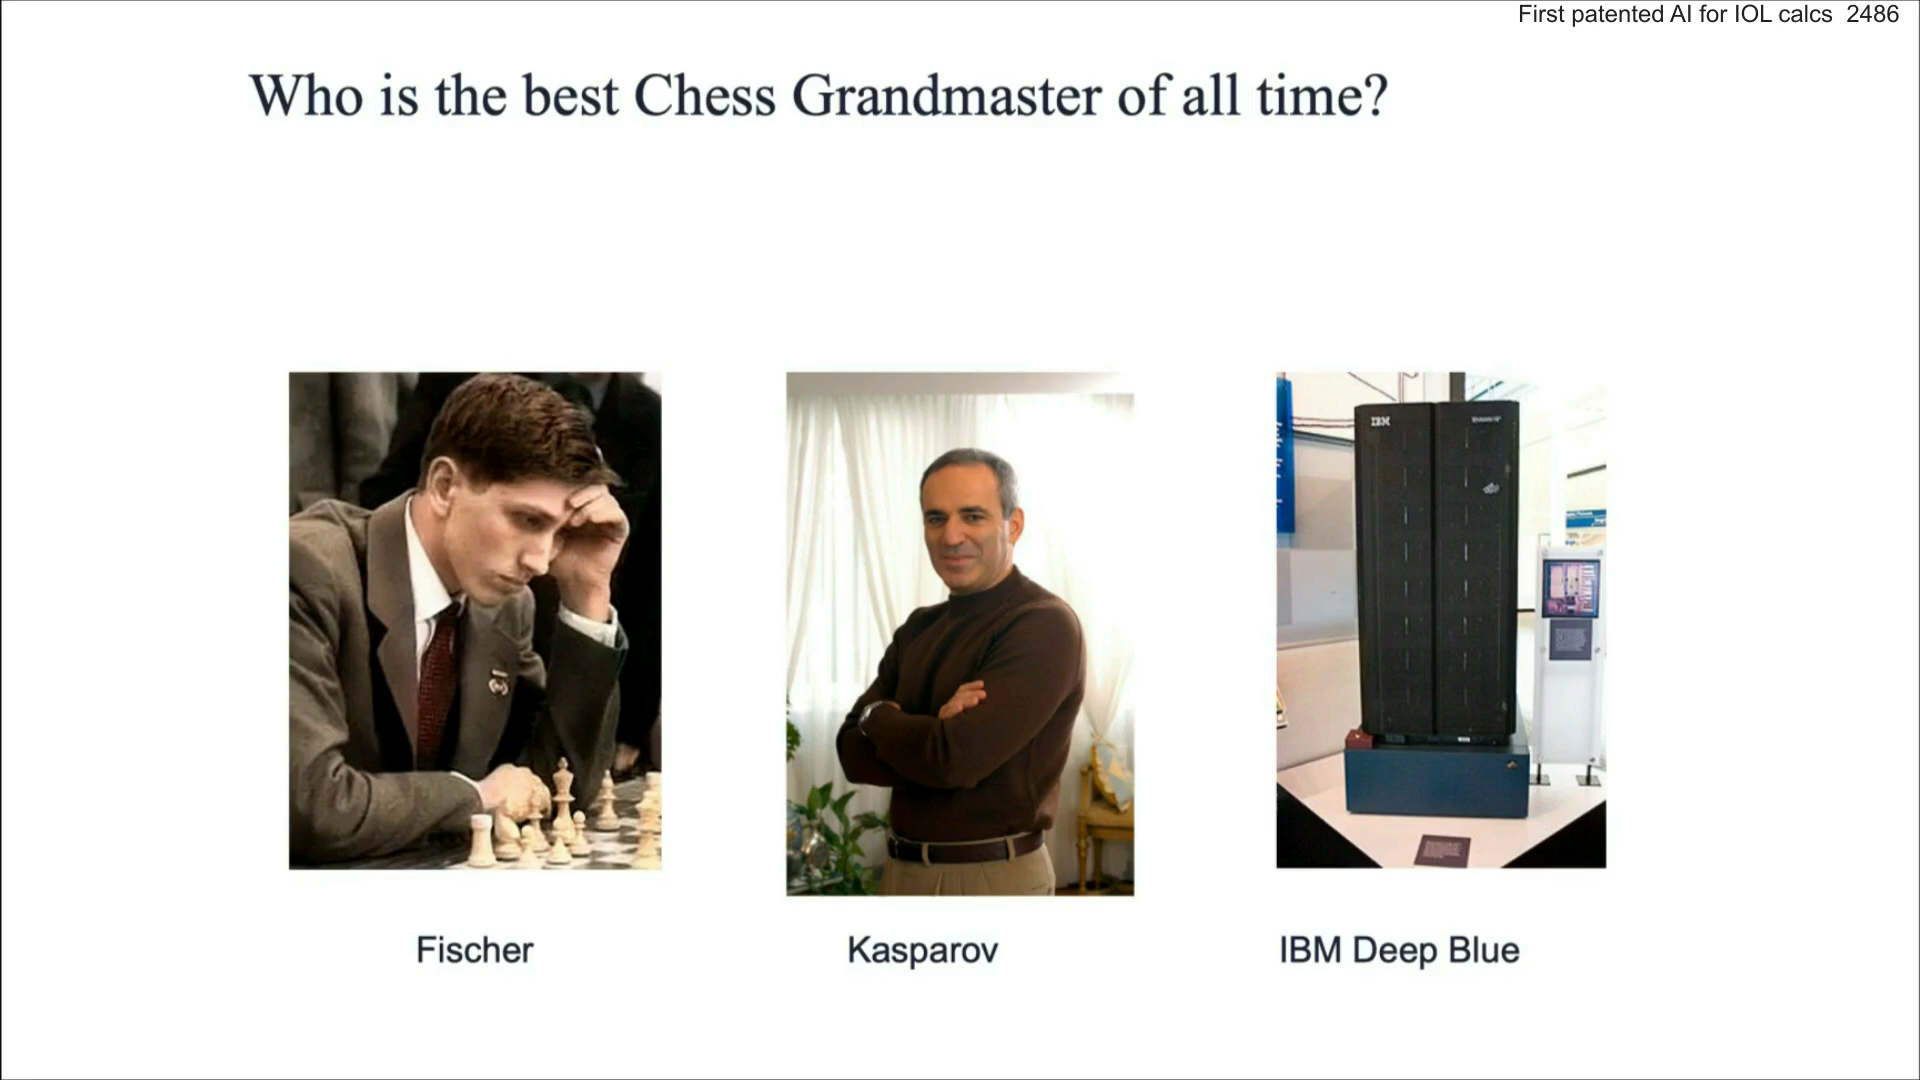 First patented AI for IOL calcs 2486
Who is the best Chess Grandmaster of all time?
IBM
Fischer
Kasparov
IBM Deep Blue